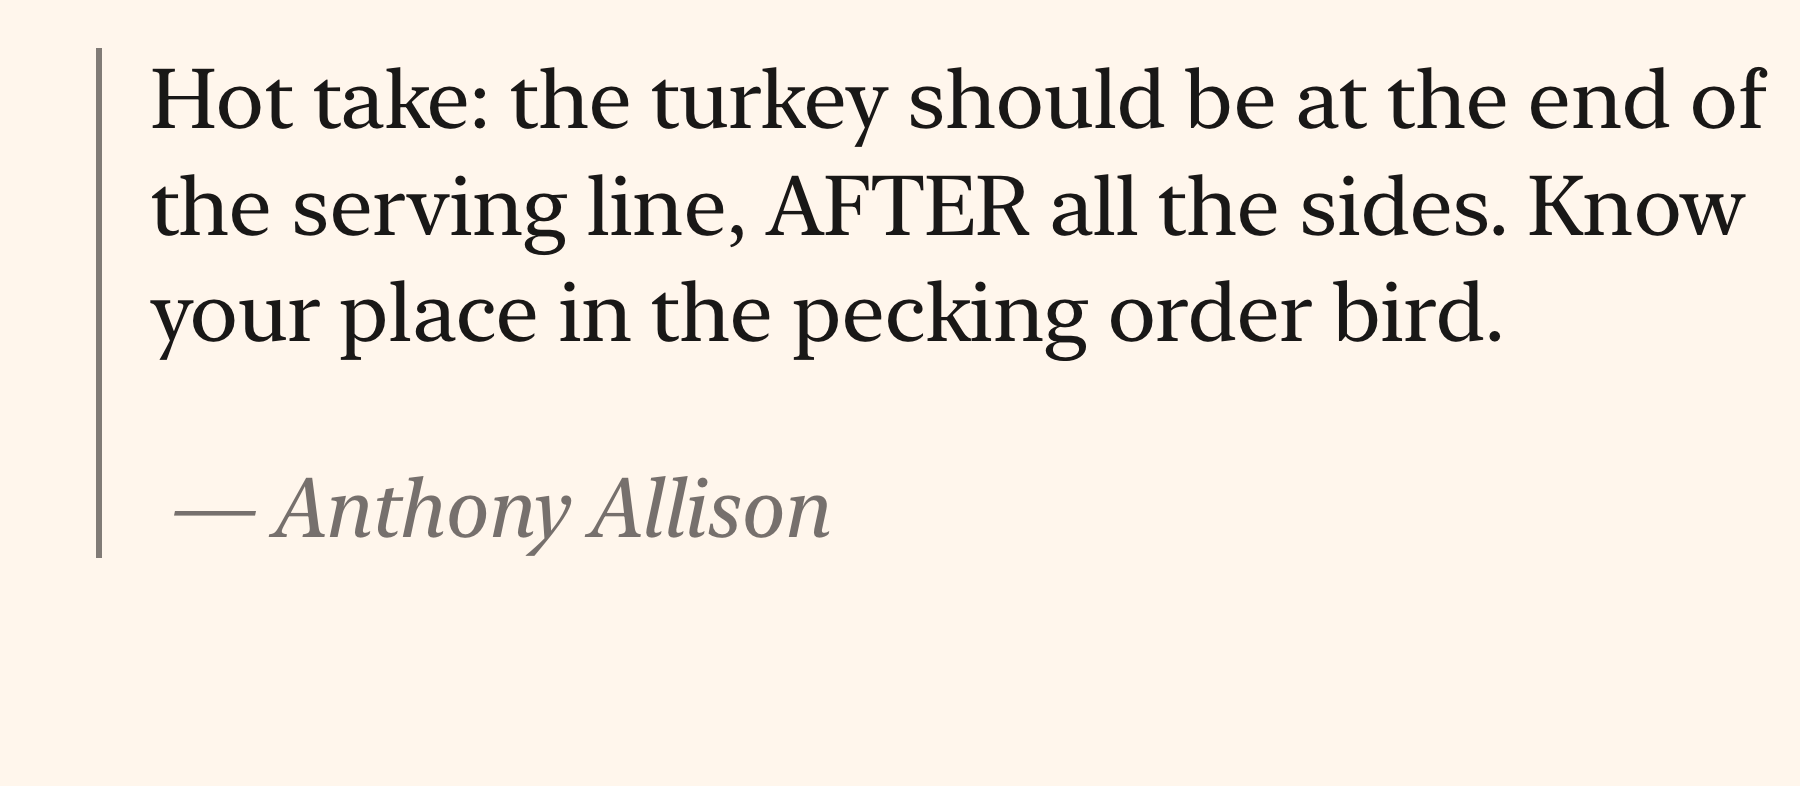 Hot take: the turkey should be at the end of
the serving line, AFTER all the sides. Know
your place in the pecking order bird.
— Anthony Allison